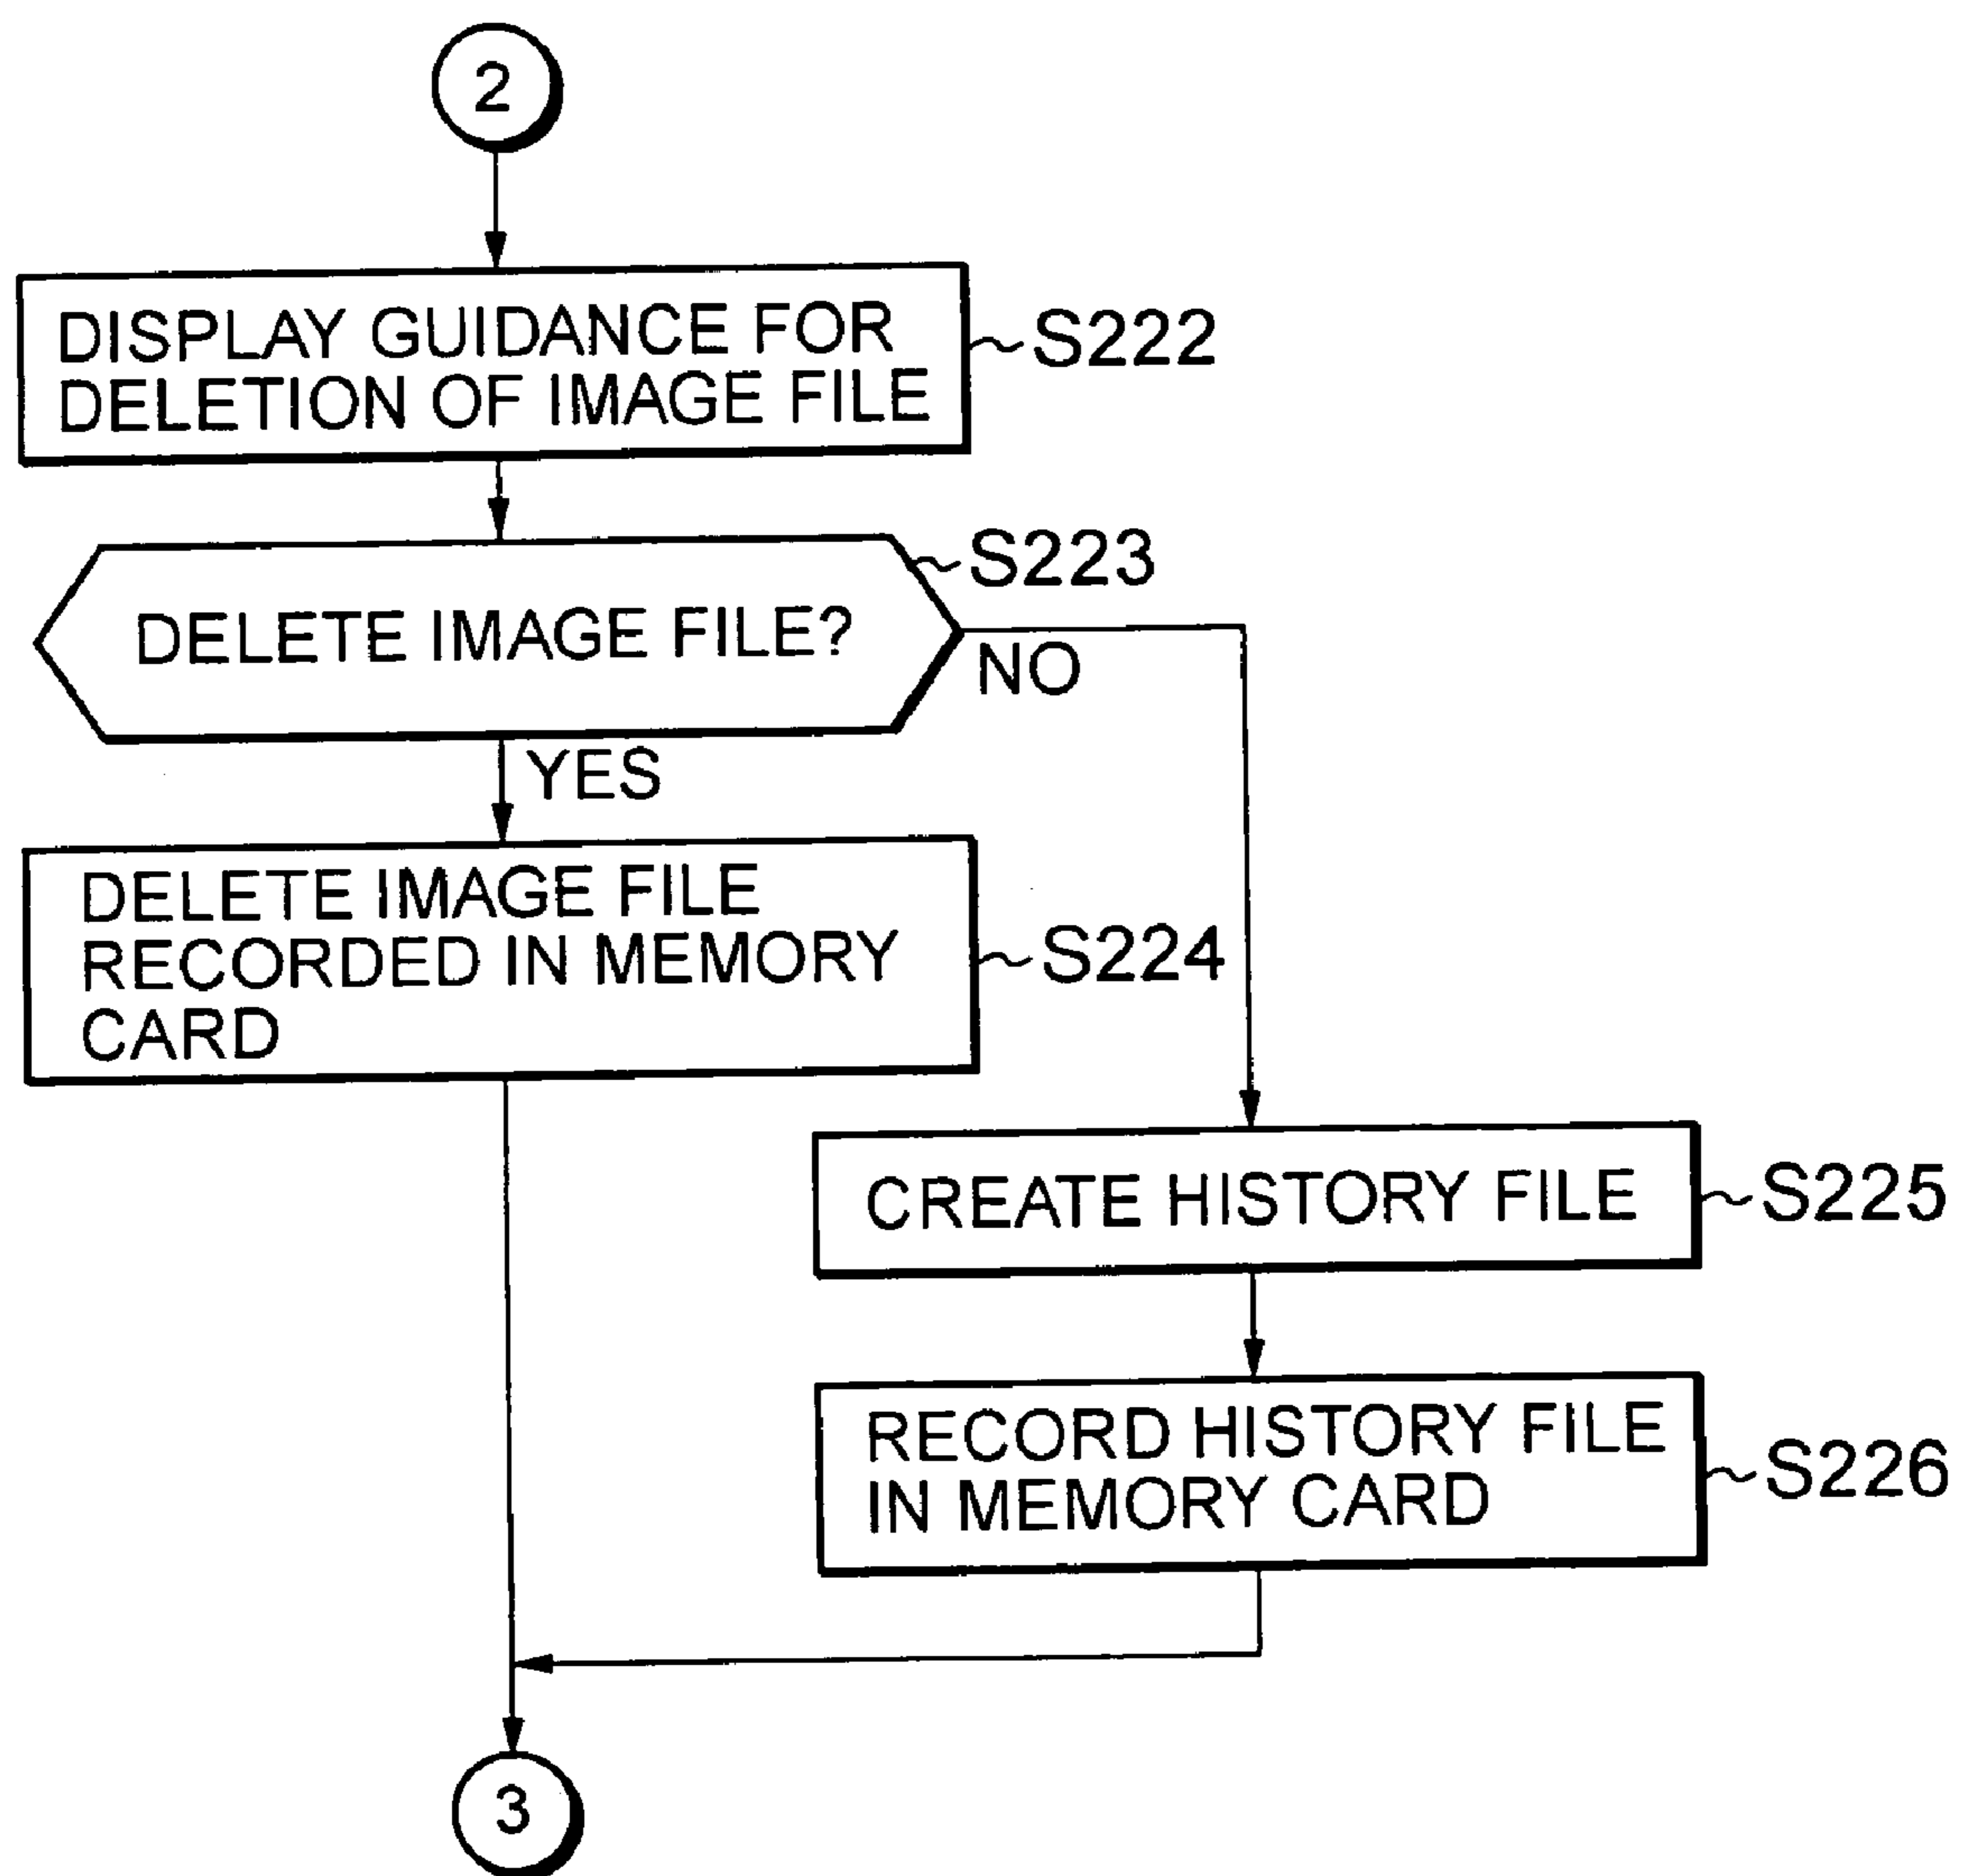 2
DISPLAY GUIDANCE FOR
DELETION OF IMAGE FILE
S222
S223
DELETE IMAGE FILE?
NO
YES
DELETE IMAGE FILE
RECORDED IN MEMORY
CARD
S224
CREATE HISTORY FILE
S225
RECORD HISTORY FILE
IN MEMORY CARD
S226
3